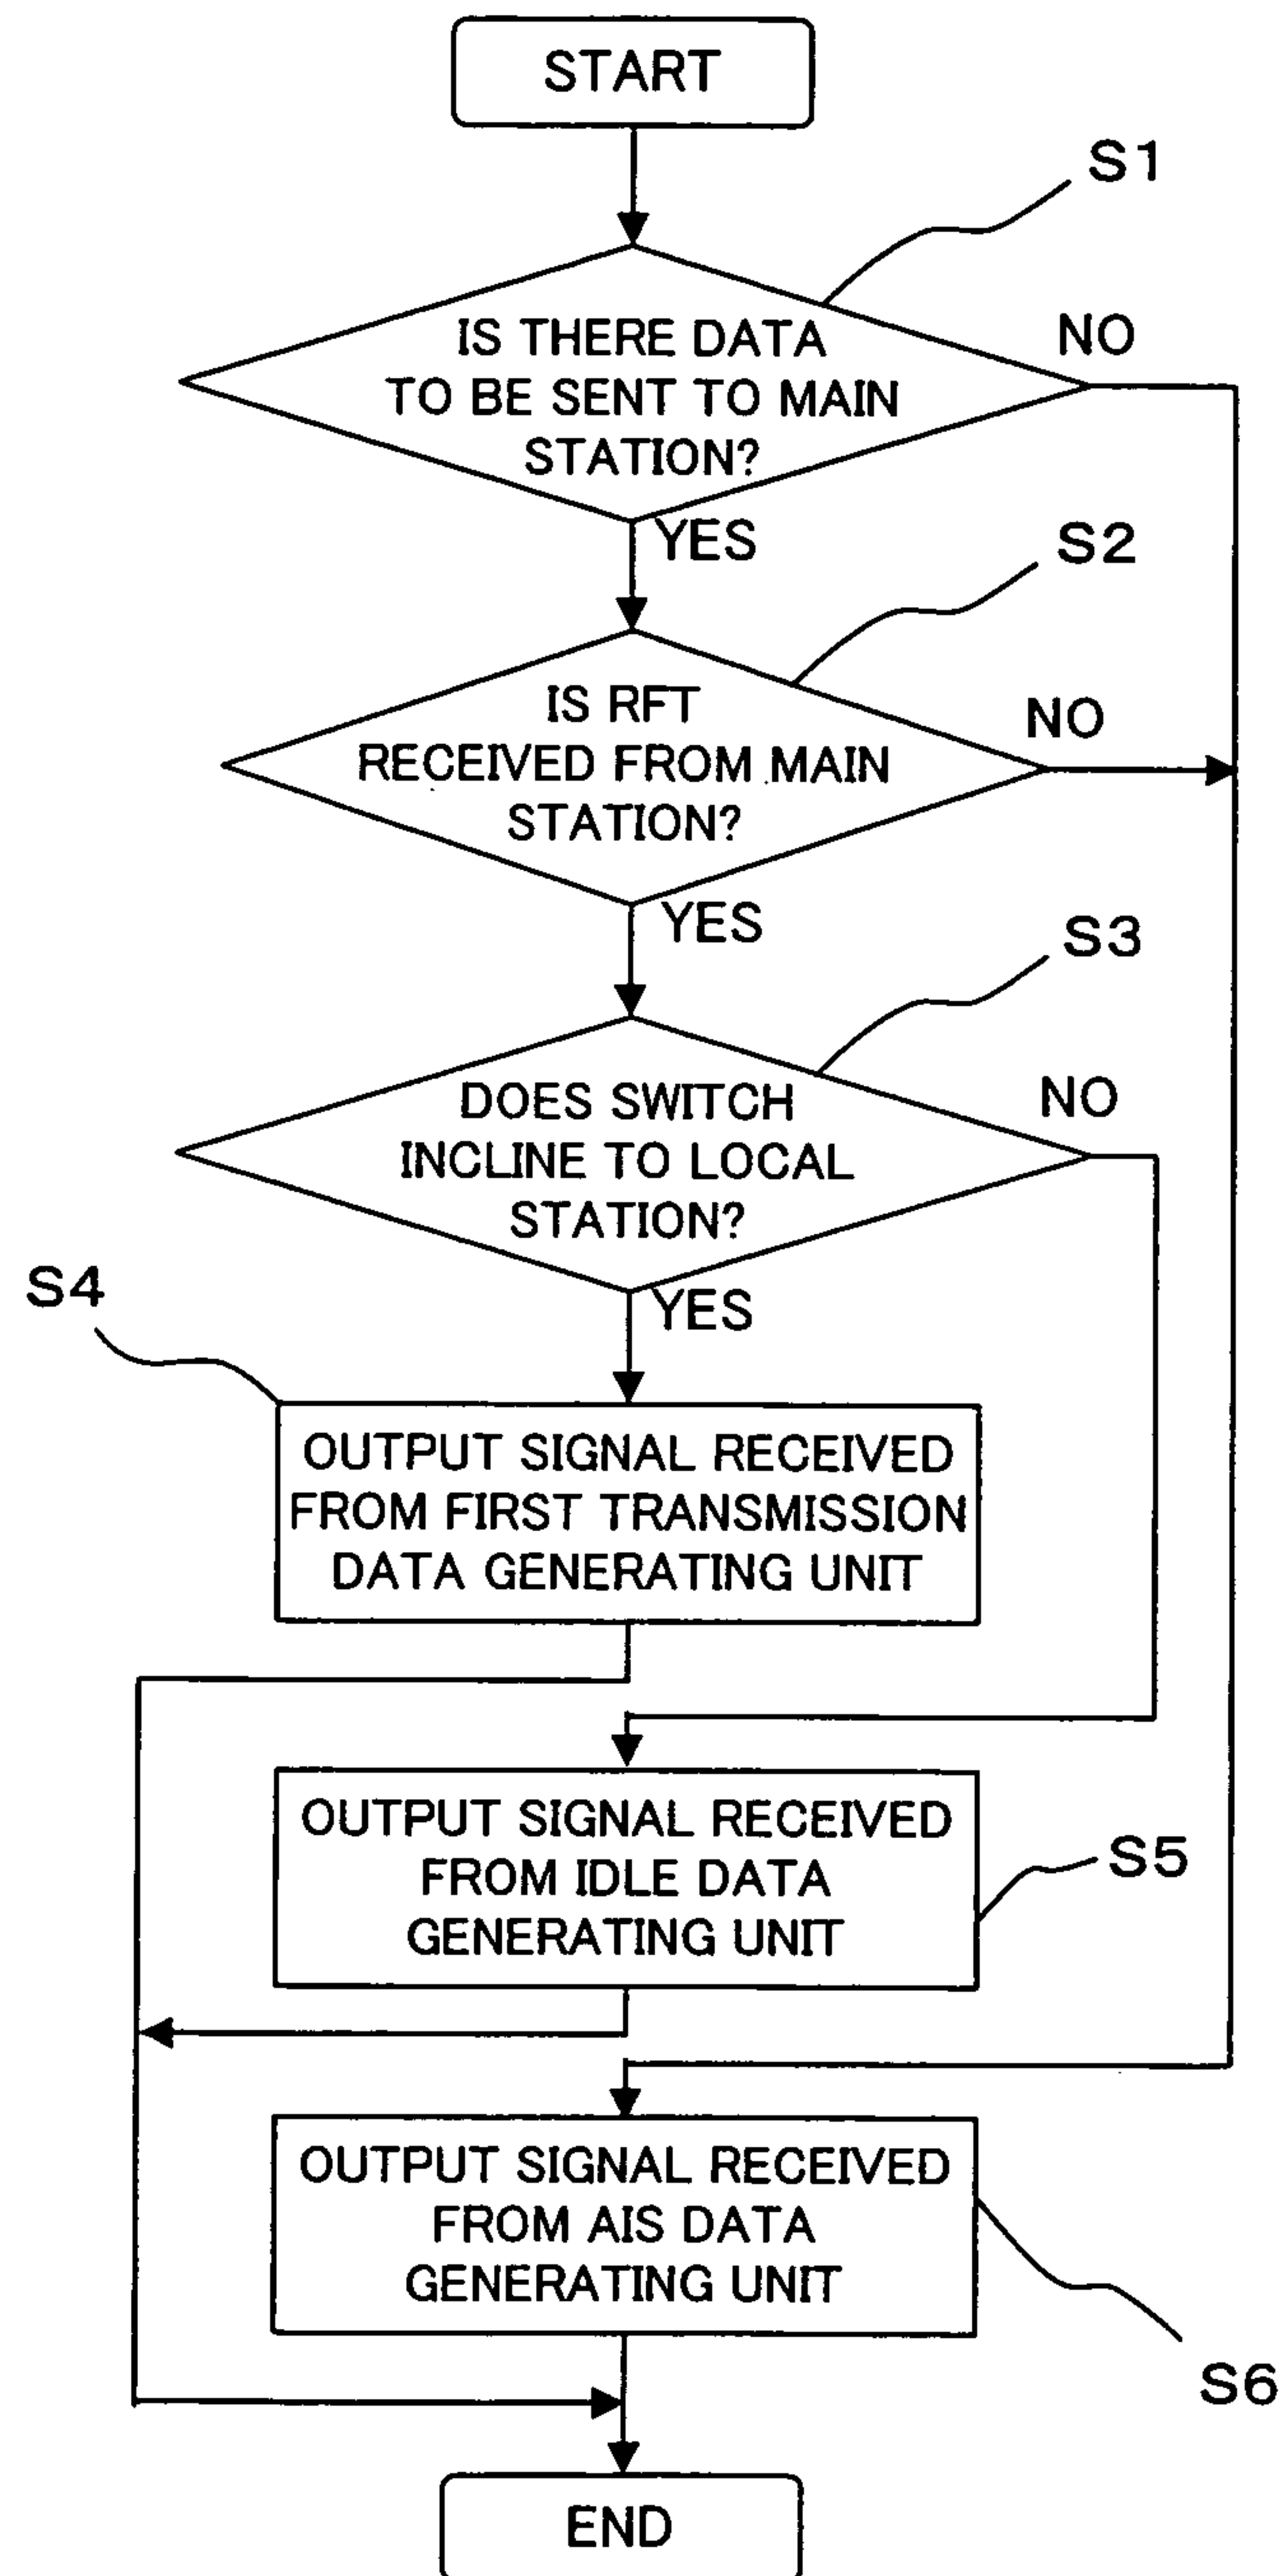 START
S1
IS THERE DATA
TO BE SENT TO MAIN
STATION?
NO
YES
S2
IS RFT
RECEIVED FROM MAIN
STATION?
NO
YES
S3
DOES SWITCH
INCLINE TO LOCAL
STATION?
NO
YES
S4
OUTPUT SIGNAL RECEIVED
FROM FIRST TRANSMISSION
DATA GENERATING UNIT
OUTPUT SIGNAL RECEIVED
FROM IDLE DATA
GENERATING UNIT
S5
OUTPUT SIGNAL RECEIVED
FROM AIS DATA
GENERATING UNIT
S6
END